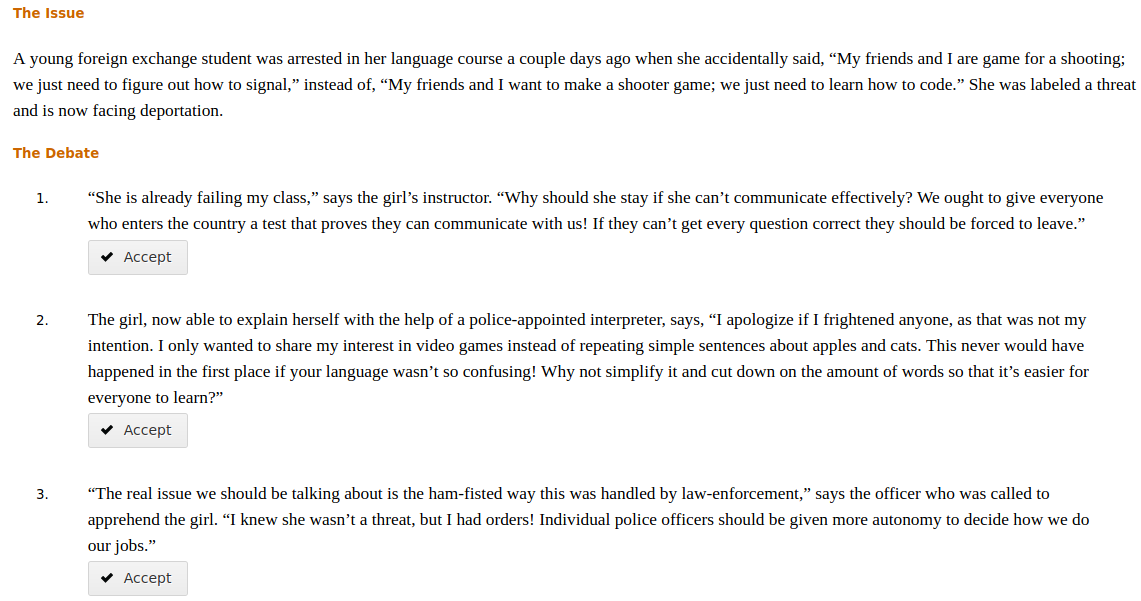 The Issue
A young foreign exchange student was arrested in her language course a couple days ago when she accidentally said, “My friends and I are game for a shooting;
we just need to figure out how to signal,” instead of, “My friends and I want to make a shooter game; we just need to learn how to code.” She was labeled a threat
and is now facing deportation.
The Debate
1. “She is already failing my class,” says the girl’s instructor. “Why should she stay if she can’t communicate effectively? We ought to give everyone
who enters the country a test that proves they can communicate with us! If they can’t get every question correct they should be forced to leave.”
✔ Accept
2. The girl, now able to explain herself with the help of a police-appointed interpreter, says, “I apologize if I frightened anyone, as that was not my
intention. I only wanted to share my interest in video games instead of repeating simple sentences about apples and cats. This never would have
happened in the first place if your language wasn’t so confusing! Why not simplify it and cut down on the amount of words so that it’s easier for
everyone to learn?”
✔ Accept
3. “The real issue we should be talking about is the ham-fisted way this was handled by law-enforcement,” says the officer who was called to
apprehend the girl. “I knew she wasn’t a threat, but I had orders! Individual police officers should be given more autonomy to decide how we do
our jobs.”
✔ Accept